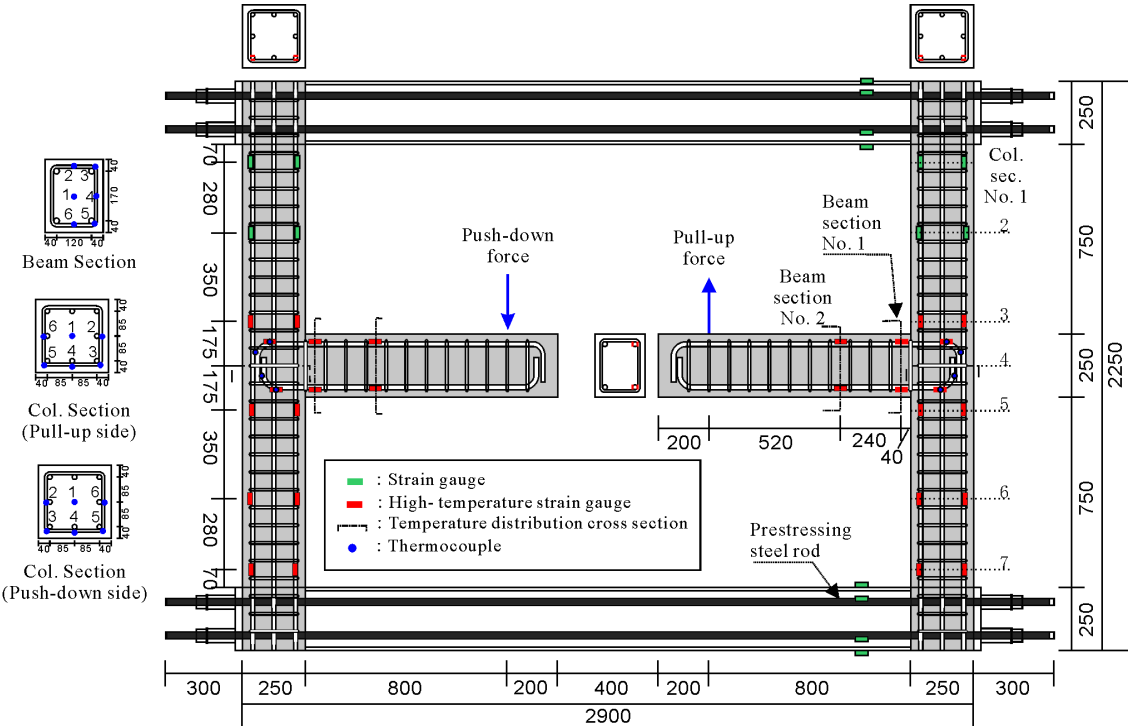 40
170
40
2 3
1 4
6 5
40 120 40
Beam Section
40
85
85
40
6 1 2
5 4 3
40 85 85 40
Col. Section
(Pull-up side)
40
85
85
40
2 1 6
3 4 5
40 85 85 40
Col. Section
(Push-down side)
70
280
350
175
175
350
280
70
Push-down
force
Pull-up
force
Beam
section
No. 1
Beam
section
No. 2
Col.
sec.
No. 1
2
3
4
5
6
7
200 520 240 40
: Strain gauge
: High- temperature strain gauge
: Temperature distribution cross section
: Thermocouple
Prestressing
steel rod
250
750
250
750
250
2250
300 250 800 200 400 200 800 250 300
2900